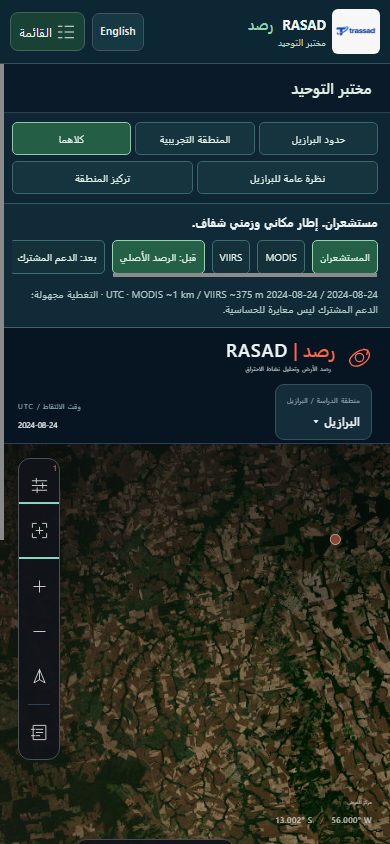 trassad
RASAD رصد
مختبر التوحيد
English
القائمة
مختبر التوحيد
حدود البرازيل
المنطقة التجريبية
كلاهما
نظرة عامة للبرازيل
تركيز المنطقة
مستشعران. إطار مكاني وزمني شفاف.
المستشعران
MODIS
VIIRS
قبل: الرصد الأصلي
بعد: الدعم المشترك
2024-08-24 / 2024-08-24 UTC · MODIS ~1 km / VIIRS ~375 m · التغطية مجهولة:
الدعم المشترك ليس معايرة للحساسية.
رصد | RASAD
رصد الأرض وتحليل نشاط الاحتراق
منطقة الدراسة / البرازيل
البرازيل
وقت الالتقاط / UTC
2024-08-24
1
13.002° S / 56.000° W